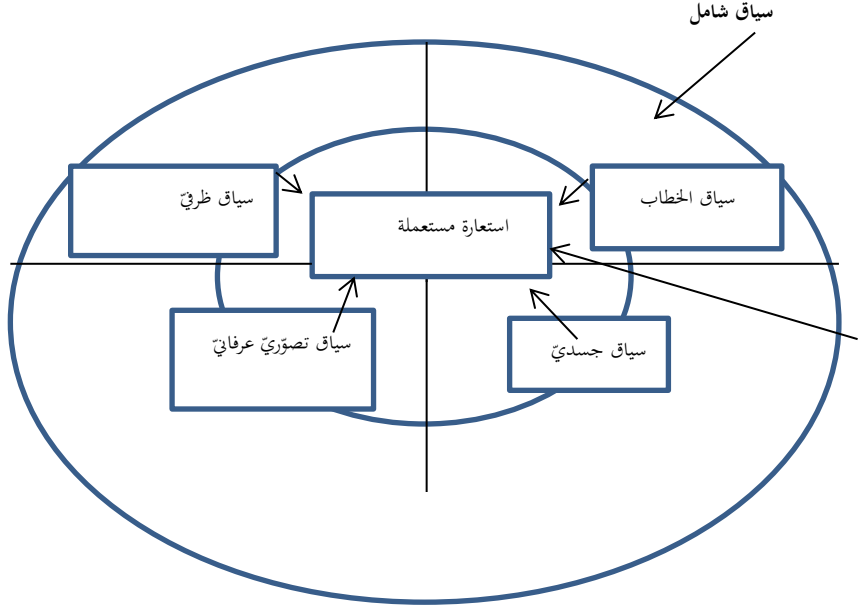 سياق شامل
سياق الخطاب
سياق ظرفيّ
استعارة مستعملة
سياق جسديّ
سياق تصوّريّ عرفانيّ